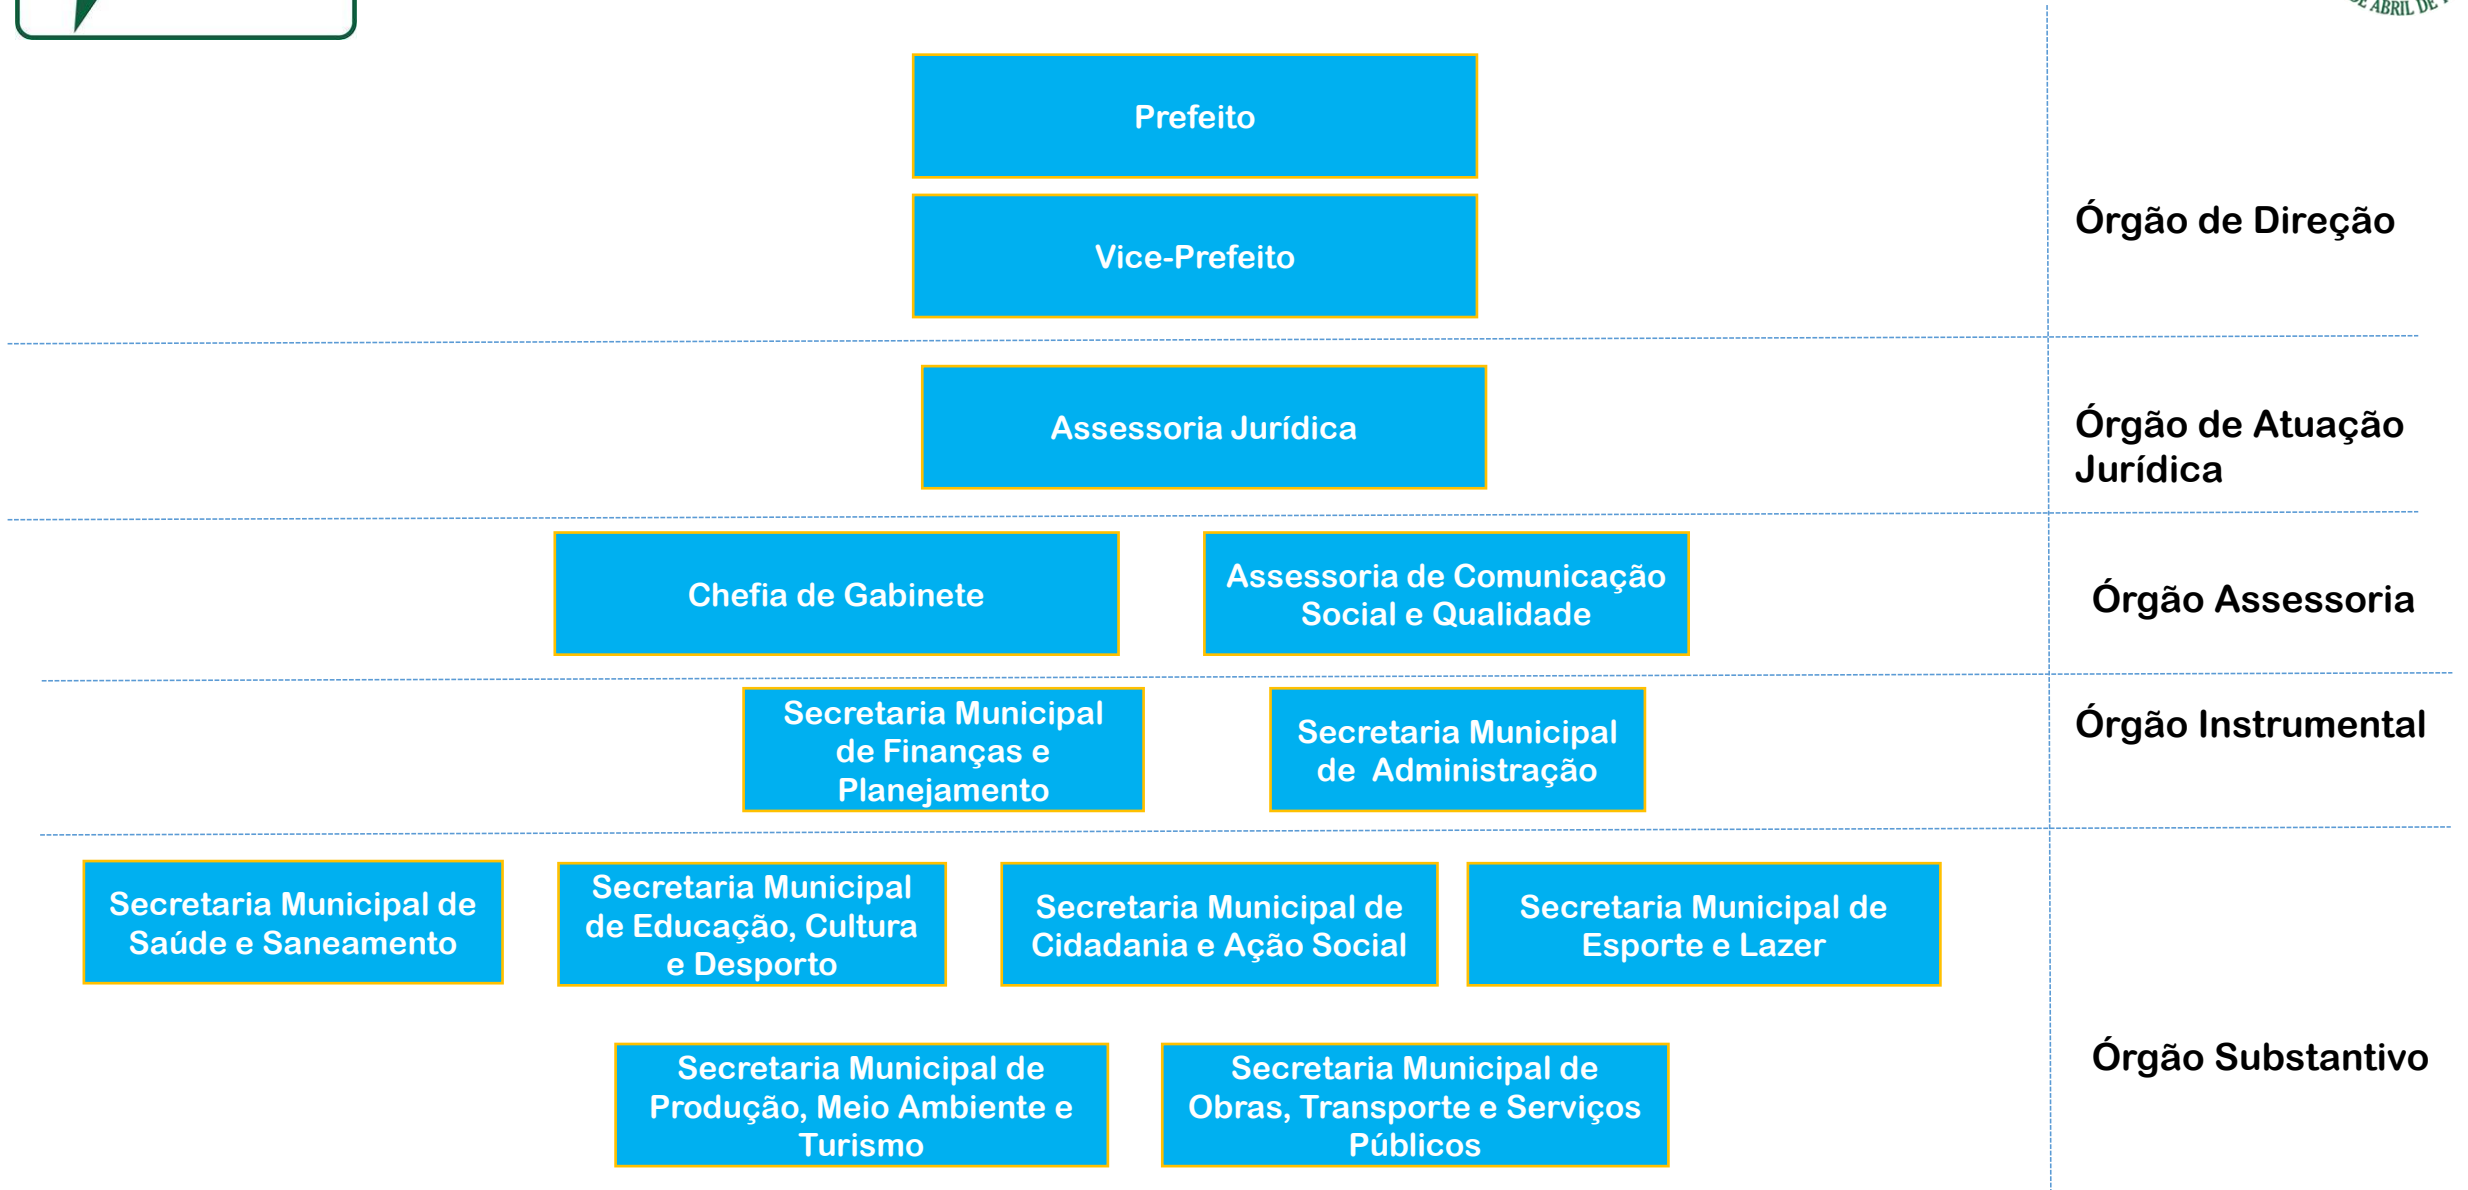 DE ABRIL DE
Prefeito
Vice-Prefeito
Órgão de Direção
Assessoria Jurídica
Órgão de Atuação
Jurídica
Chefia de Gabinete
Assessoria de Comunicação
Social e Qualidade
Órgão Assessoria
Secretaria Municipal
de Finanças e
Planejamento
Secretaria Municipal
de  Administração
Órgão Instrumental
Secretaria Municipal de
Saúde e Saneamento
Secretaria Municipal
de Educação, Cultura
e Desporto
Secretaria Municipal de
Cidadania e Ação Social
Secretaria Municipal de
Esporte e Lazer
Secretaria Municipal de
Produção, Meio Ambiente e
Turismo
Secretaria Municipal de
Obras, Transporte e Serviços
Públicos
Órgão Substantivo